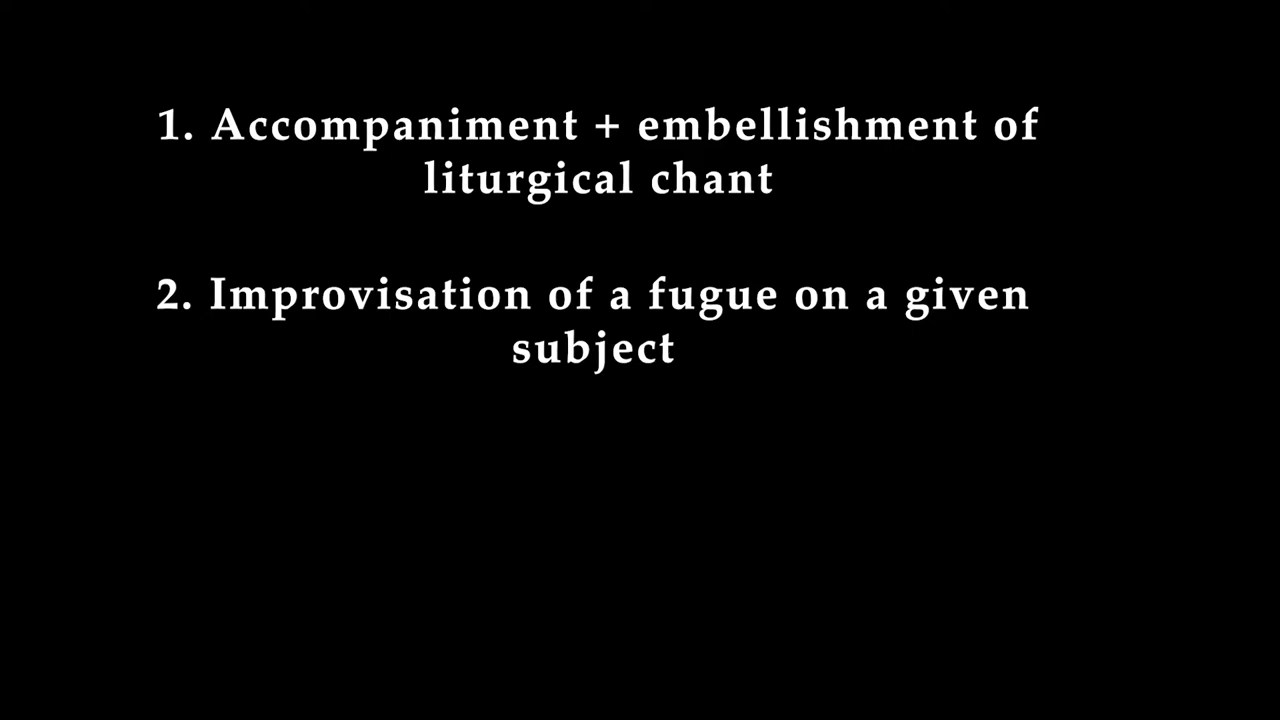 1. Accompaniment + embellishment of
liturgical chant
2. Improvisation of a fugue on a given
subject